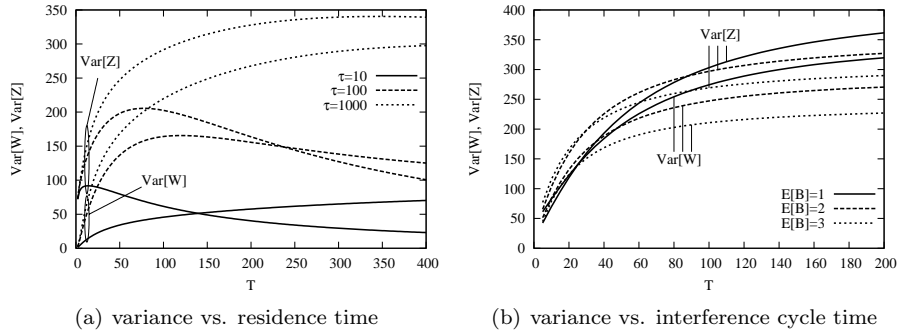 350
300
250
200
150
100
50
0
0 50 100 150 200 250 300 350 400
Var[W], Var[Z]
T
Var[Z]
Var[W]
τ=10
τ=100
τ=1000
(a) variance vs. residence time
400
350
300
250
200
150
100
50
0
0 20 40 60 80 100 120 140 160 180 200
Var[W], Var[Z]
T
Var[Z]
Var[W]
E[B]=1
E[B]=2
E[B]=3
(b) variance vs. interference cycle time